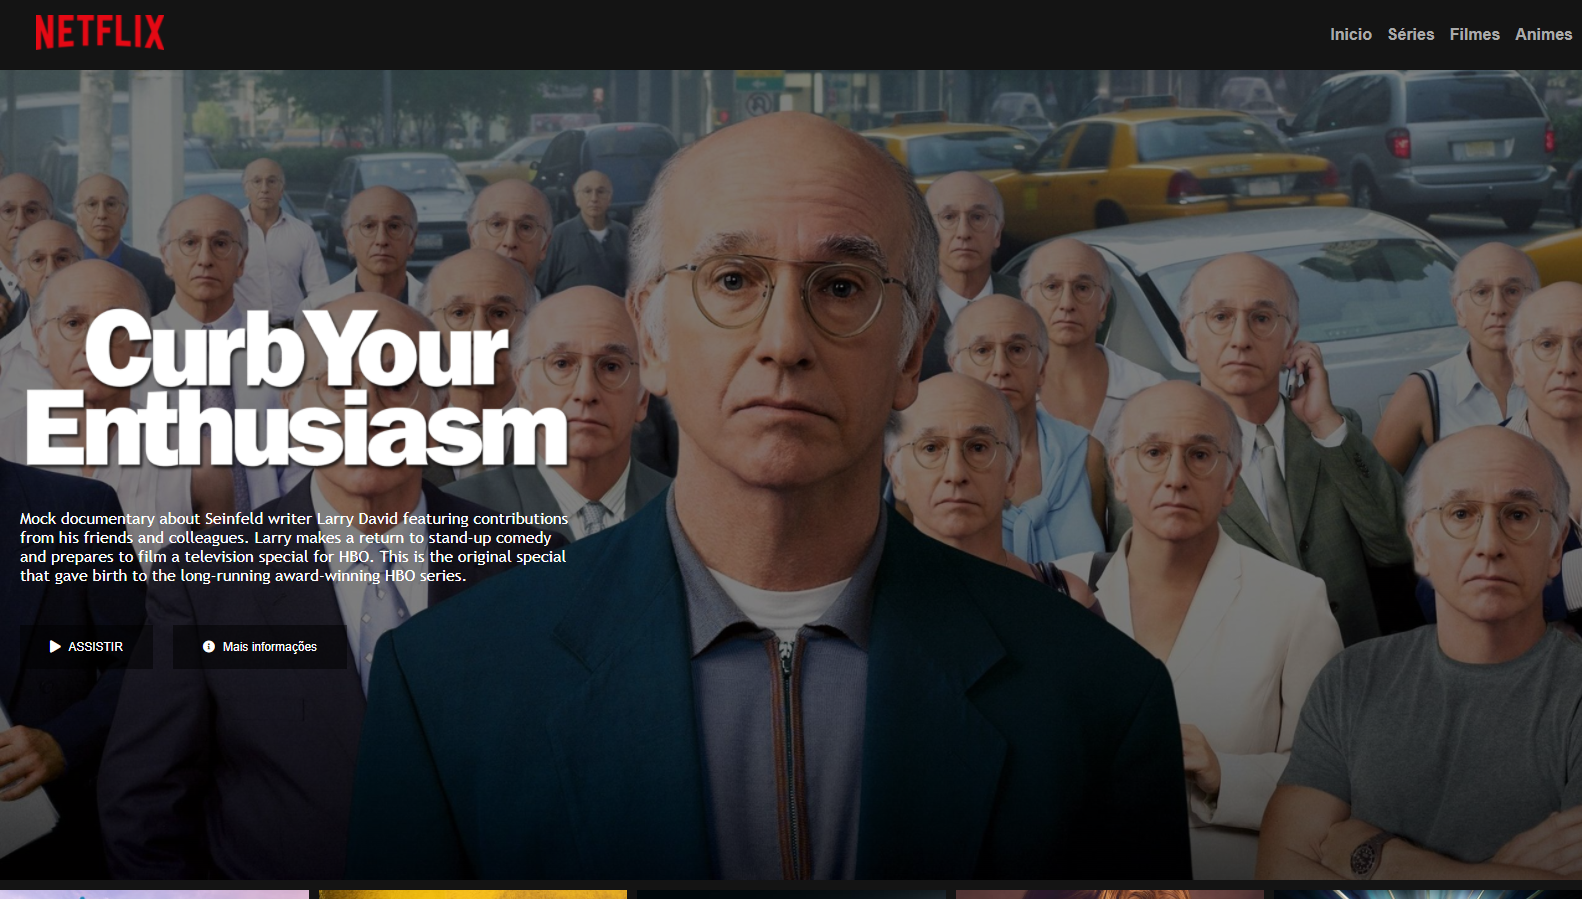 NETFLIX
Inicio Séries Filmes Animes
Curb Your
Enthusiasm
Mock documentary about Seinfeld writer Larry David featuring contributions
from his friends and colleagues. Larry makes a return to stand-up comedy
and prepares to film a television special for HBO. This is the original special
that gave birth to the long-running award-winning HBO series.
ASSISTIR Mais informações